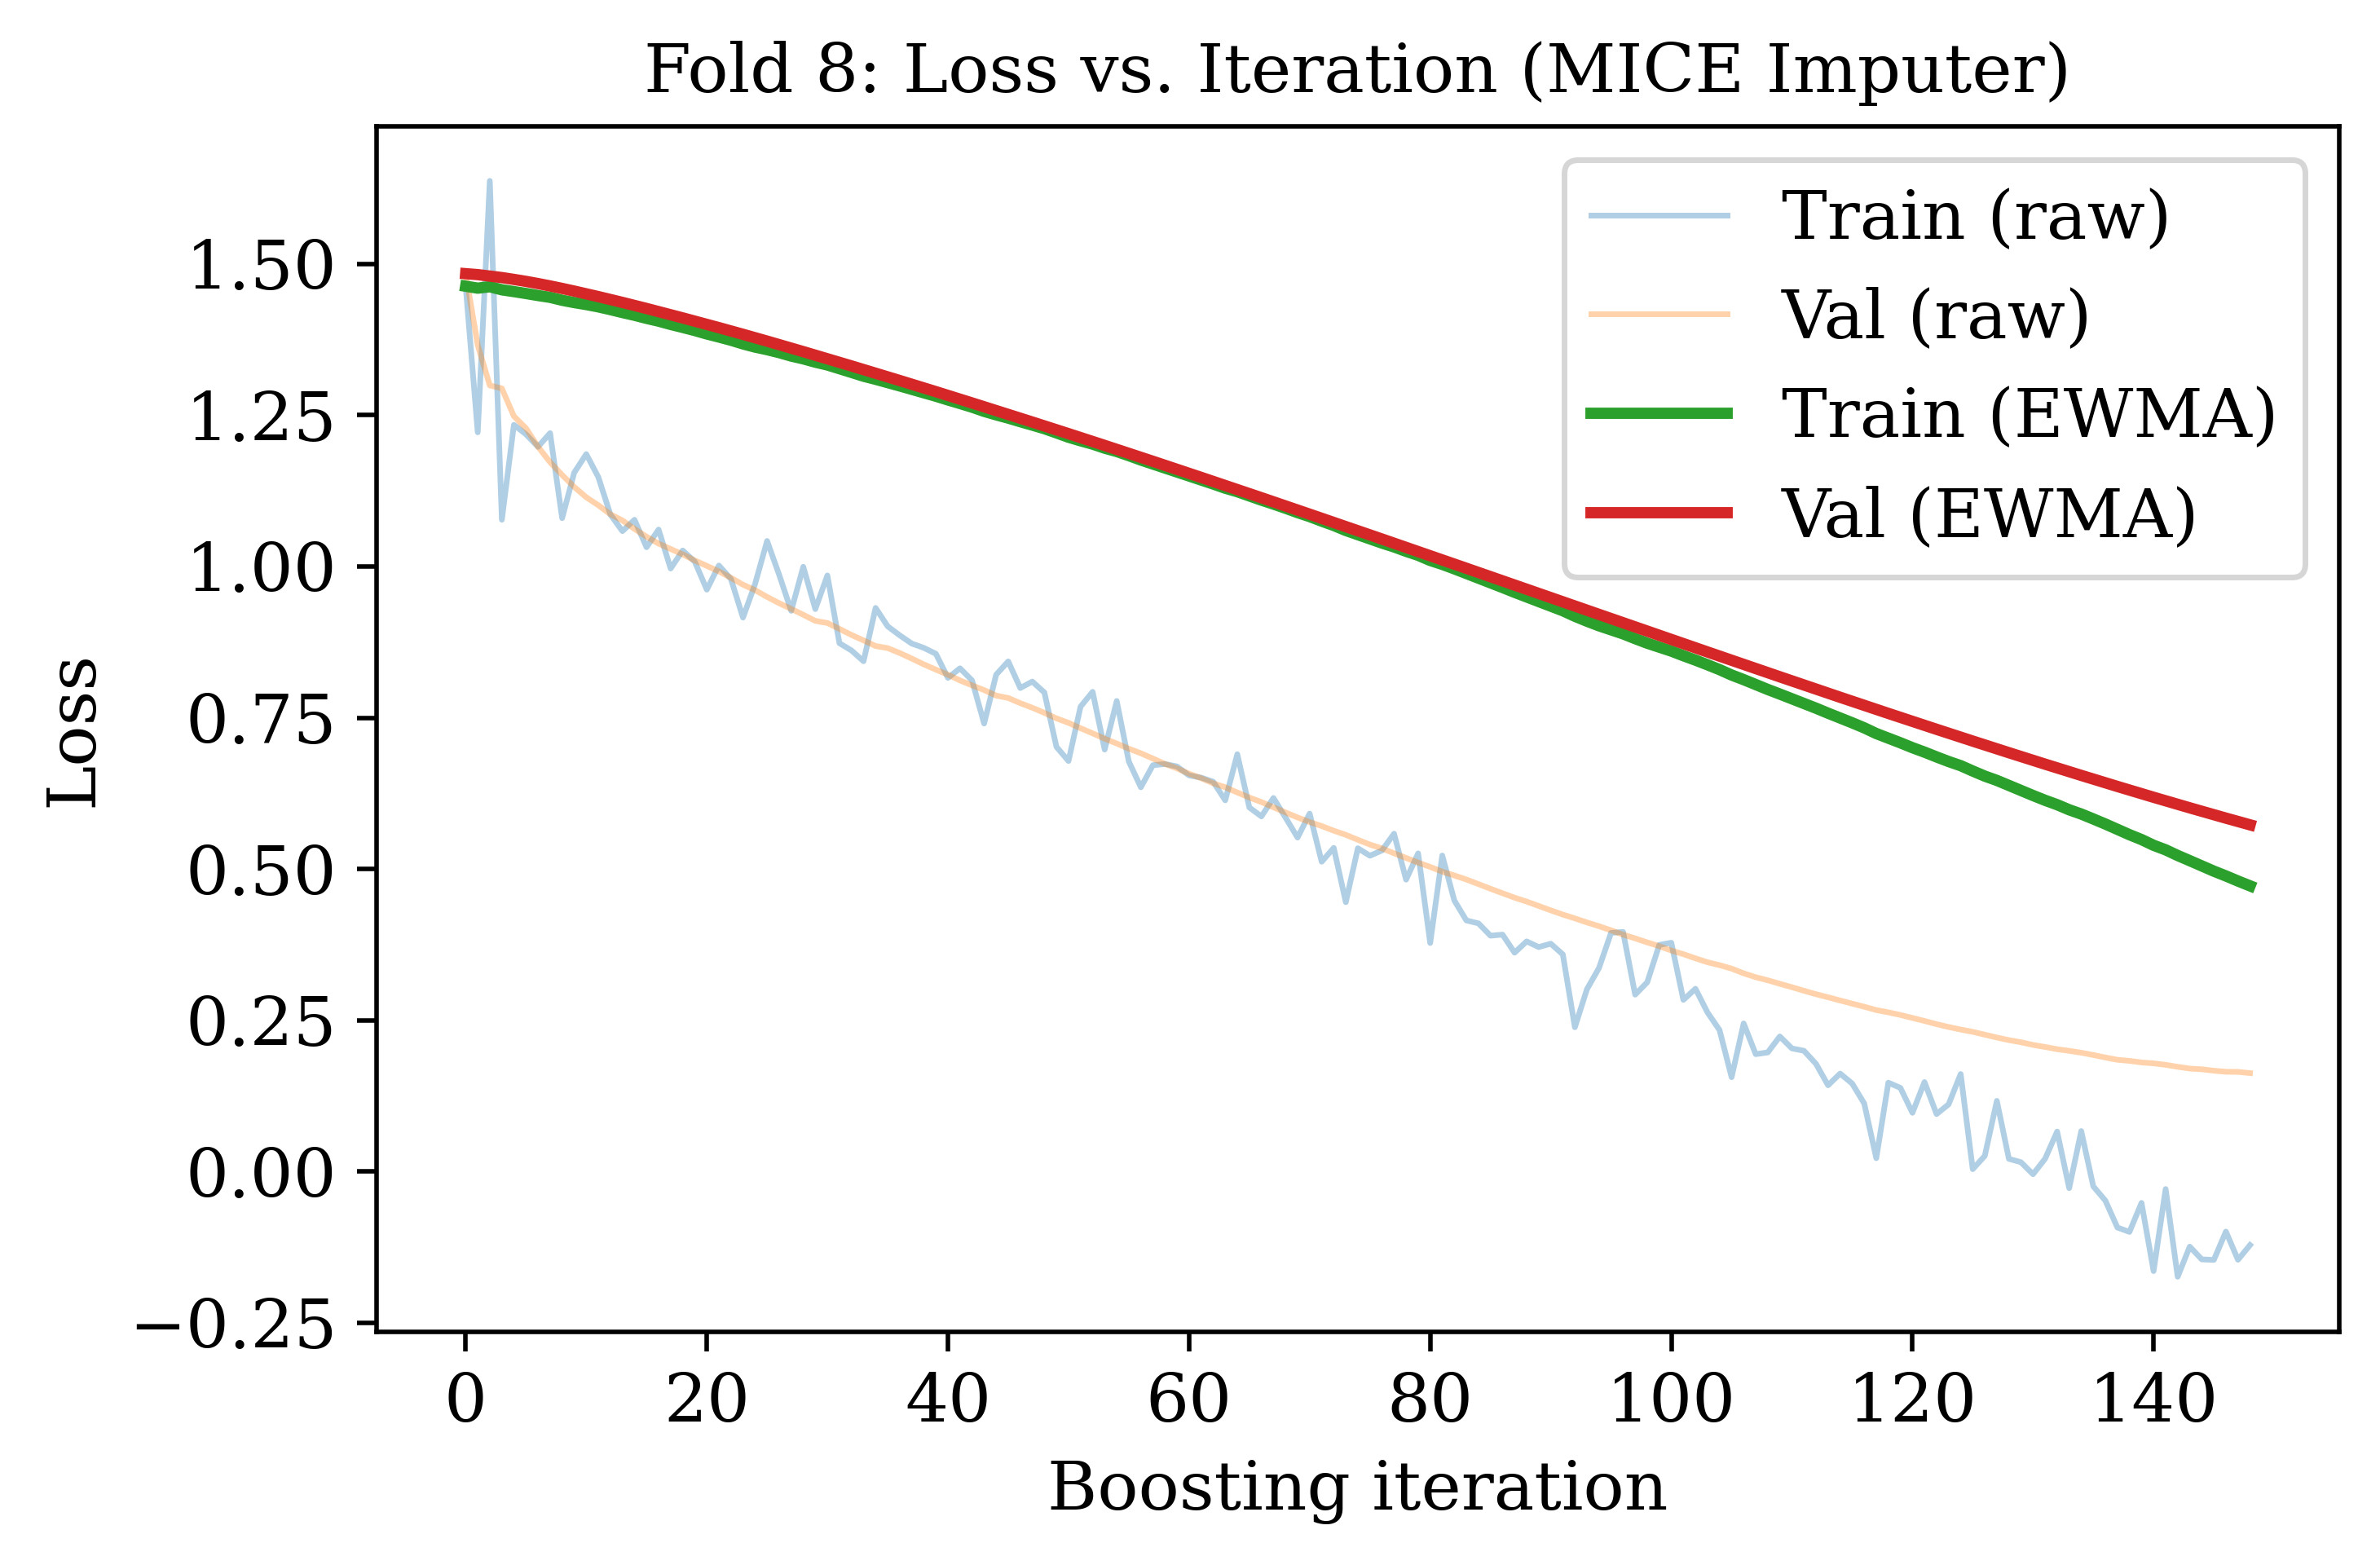 Fold 8: Loss vs. Iteration (MICE Imputer)
Train (raw)
Val (raw)
Train (EWMA)
Val (EWMA)
Loss
1.50
1.25
1.00
0.75
0.50
0.25
0.00
−0.25
0 20 40 60 80 100 120 140
Boosting iteration